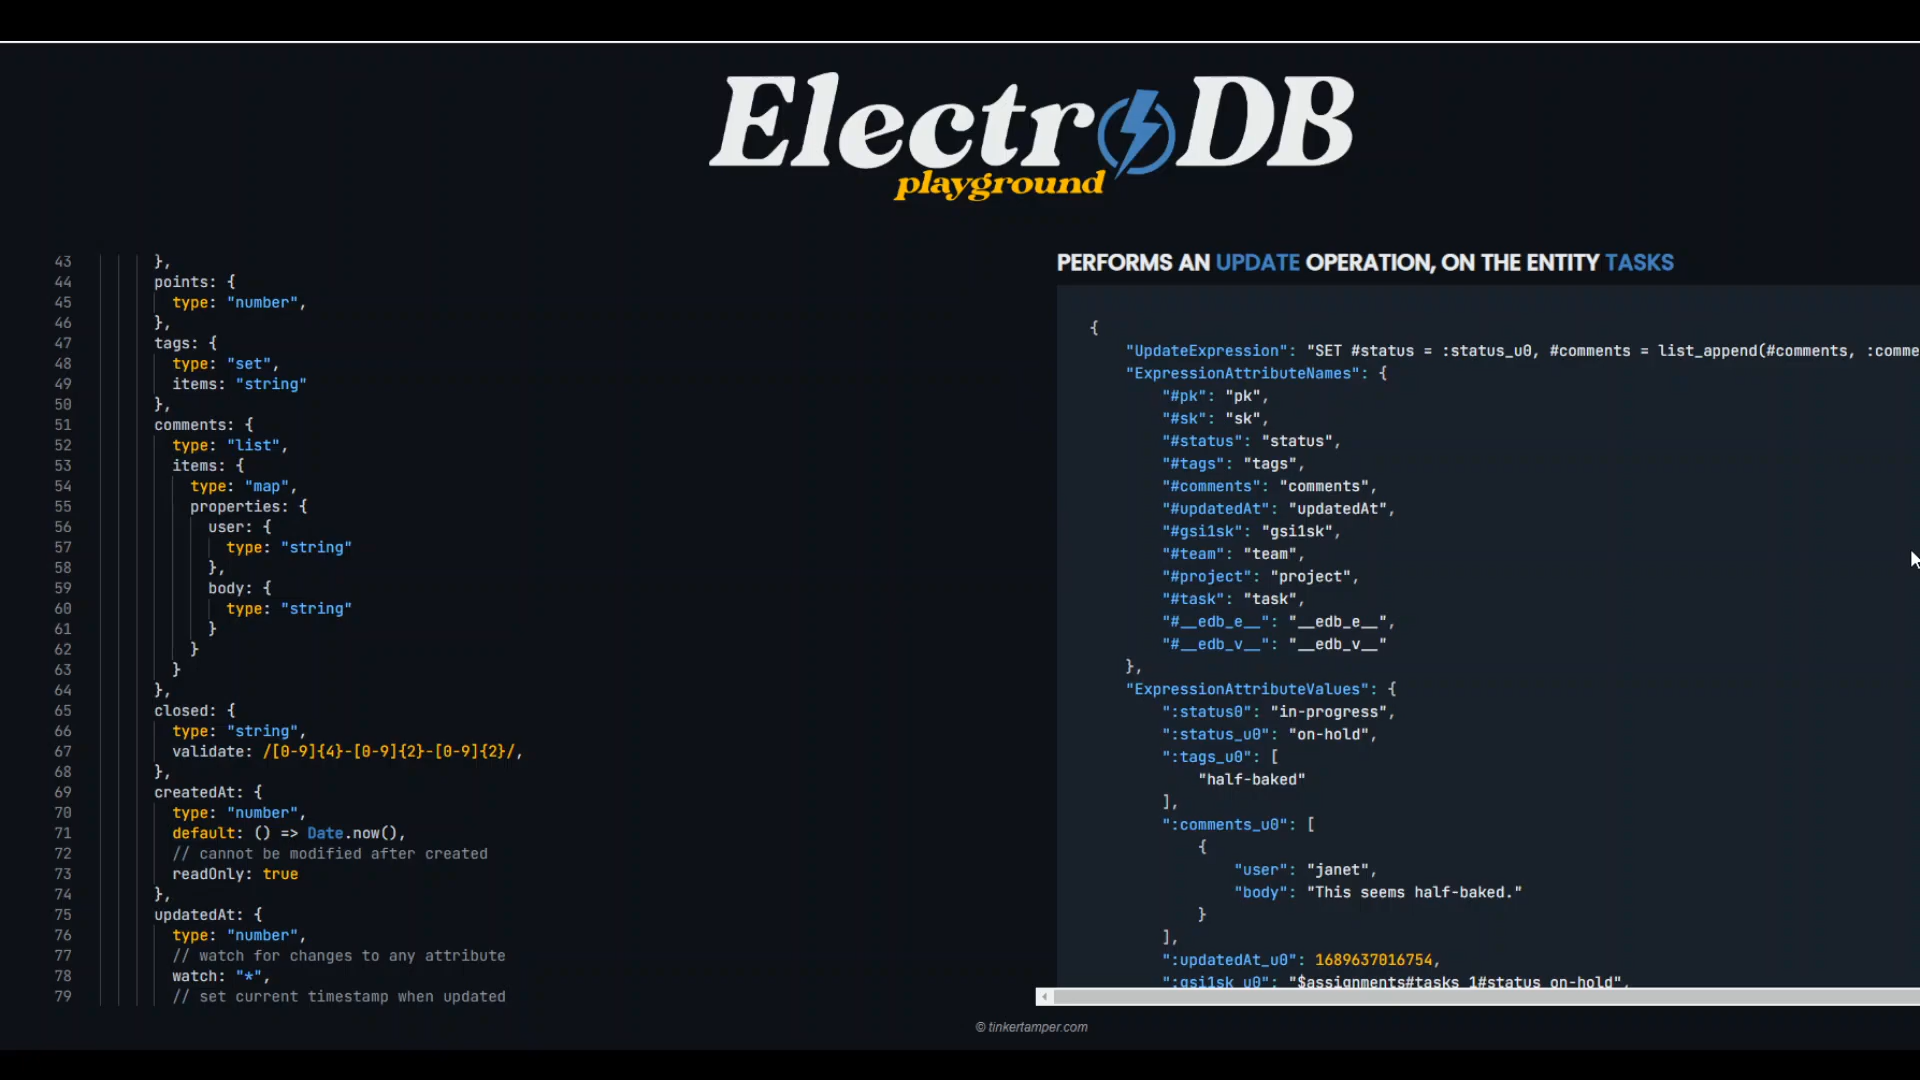 ElectroDB
playground
43 },
44 points: {
45 type: "number",
46 },
47 tags: {
48 type: "set",
49 items: "string"
50 },
51 comments: {
52 type: "list",
53 items: {
54 type: "map",
55 properties: {
56 user: {
57 type: "string"
58 },
59 body: {
60 type: "string"
61 }
62 }
63 }
64 },
65 closed: {
66 type: "string",
67 validate: /[0-9]{4}-[0-9]{2}-[0-9]{2}/,
68 },
69 createdAt: {
70 type: "number",
71 default: () => Date.now(),
72 // cannot be modified after created
73 readOnly: true
74 },
75 updatedAt: {
76 type: "number",
77 // watch for changes to any attribute
78 watch: "*",
79 // set current timestamp when updated
PERFORMS AN UPDATE OPERATION, ON THE ENTITY TASKS
{
"UpdateExpression": "SET #status = :status_u0, #comments = list_append(#comments, :comme
"ExpressionAttributeNames": {
"#pk": "pk",
"#sk": "sk",
"#status": "status",
"#tags": "tags",
"#comments": "comments",
"#updatedAt": "updatedAt",
"#gsi1sk": "gsi1sk",
"#team": "team",
"#project": "project",
"#task": "task",
"#__edb_e__": "__edb_e__",
"#__edb_v__": "__edb_v__"
},
"ExpressionAttributeValues": {
":status0": "in-progress",
":status_u0": "on-hold",
":tags_u0": [
"half-baked"
],
":comments_u0": [
{
"user": "janet",
"body": "This seems half-baked."
}
],
":updatedAt_u0": 1689637016754,
":gsi1sk_u0": "$assignments#tasks_1#status_on-hold",
© tinkertamper.com